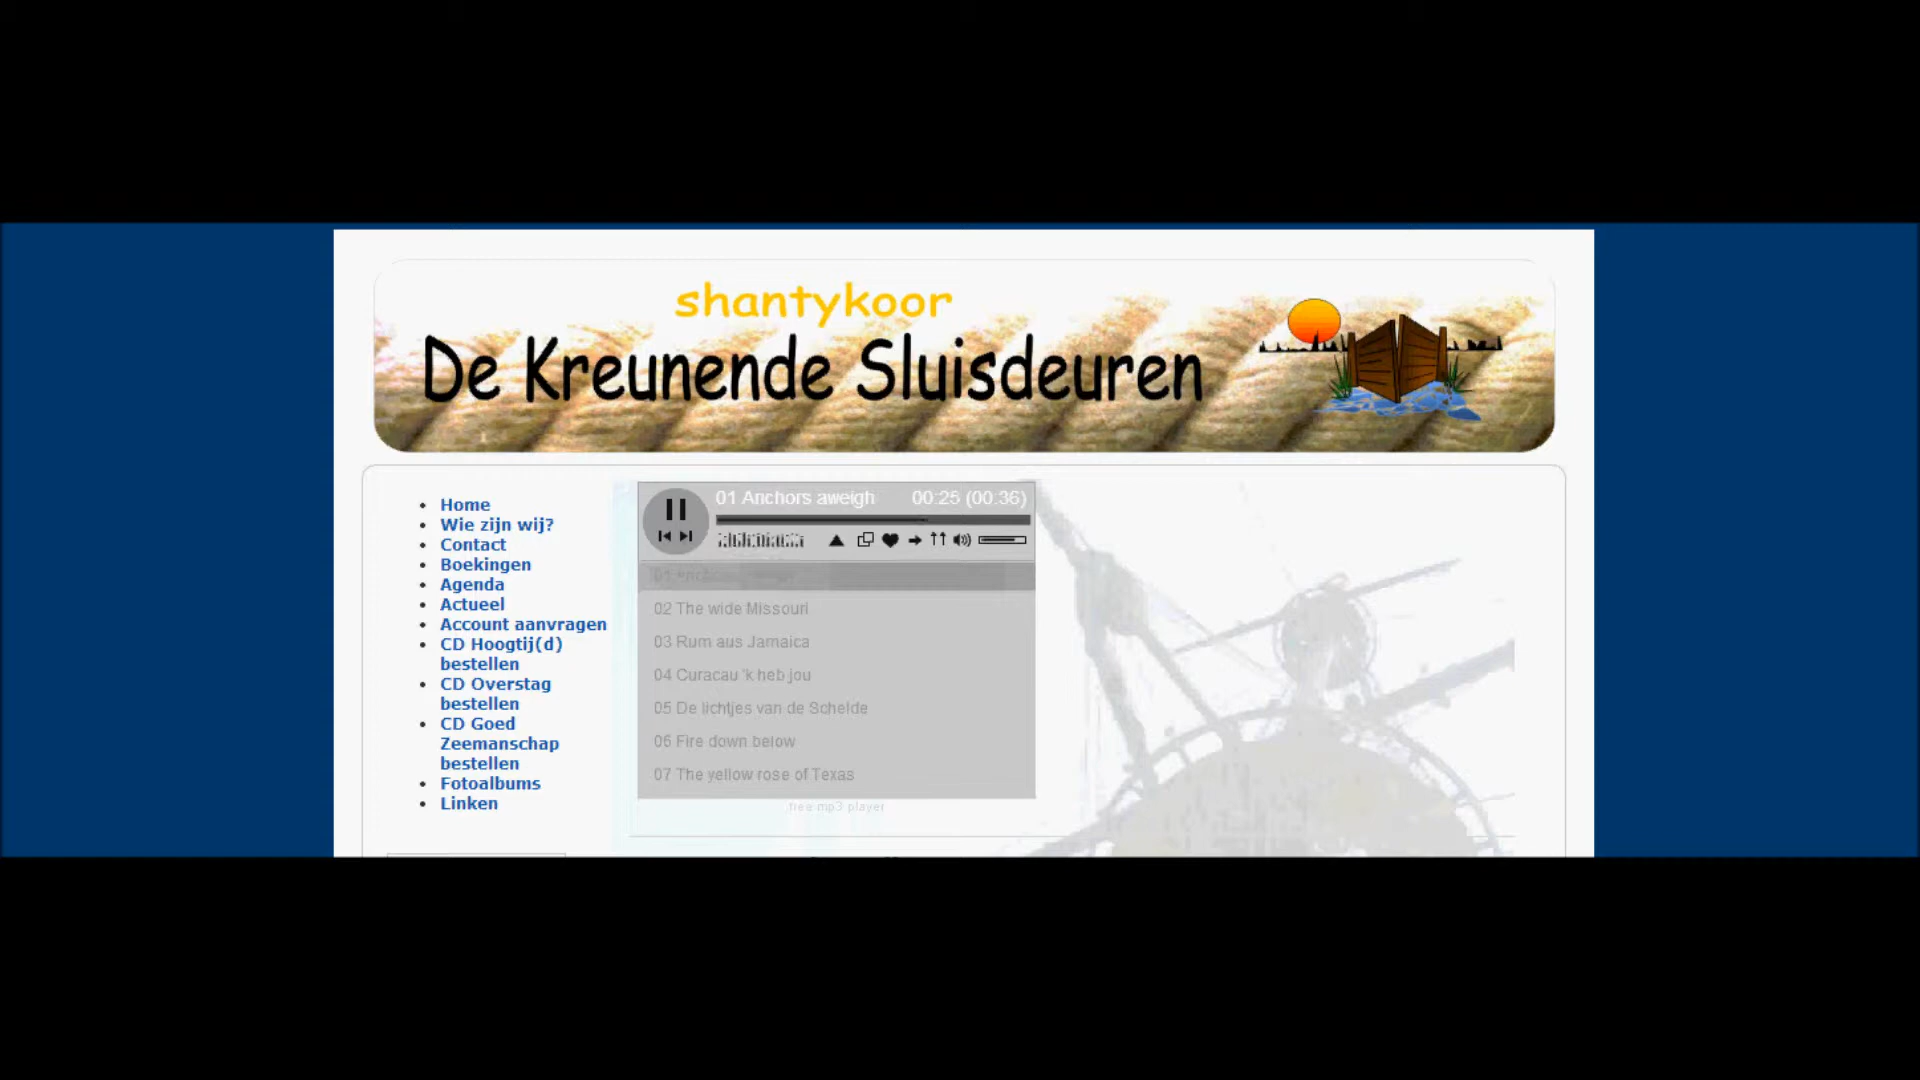 shantykoor
De Kreunende Sluisdeuren
Home
Wie zijn wij?
Contact
Boekingen
Agenda
Actueel
Account aanvragen
CD Hoogtij(d)
bestellen
CD Overstag
bestellen
CD Goed
Zeemanschap
bestellen
Fotoalbums
Linken
01 Anchors aweigh 00:25 (00:36)
02 The wide Missouri
03 Rum aus Jamaica
04 Curacau 'k heb jou
05 De lichtjes van de Schelde
06 Fire down below
07 The yellow rose of Texas
free mp3 player